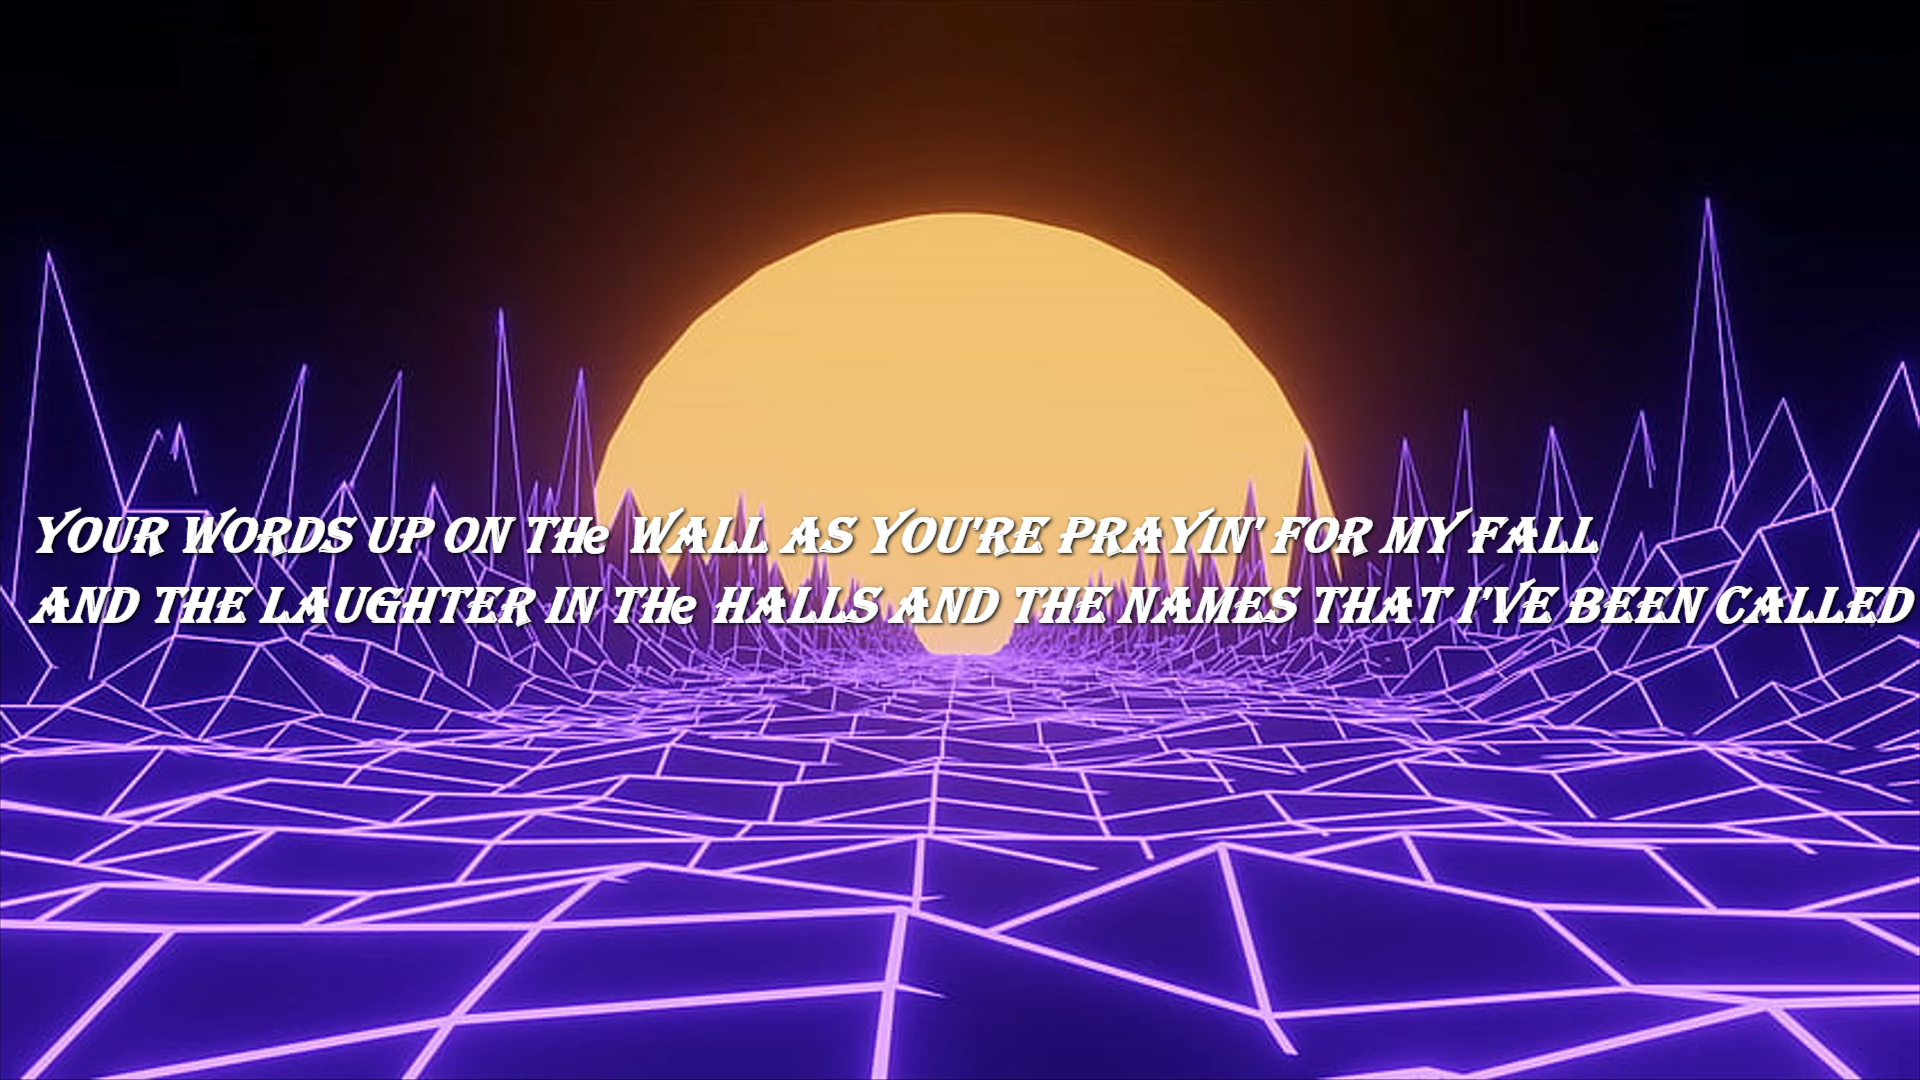 YOUR WORDS UP ON THe WALL AS YOU'RE PRAYIN' FOR MY FALL
AND THE LAUGHTER IN THe HALLS AND THE NAMES THAT I'VE BEEN CALLED